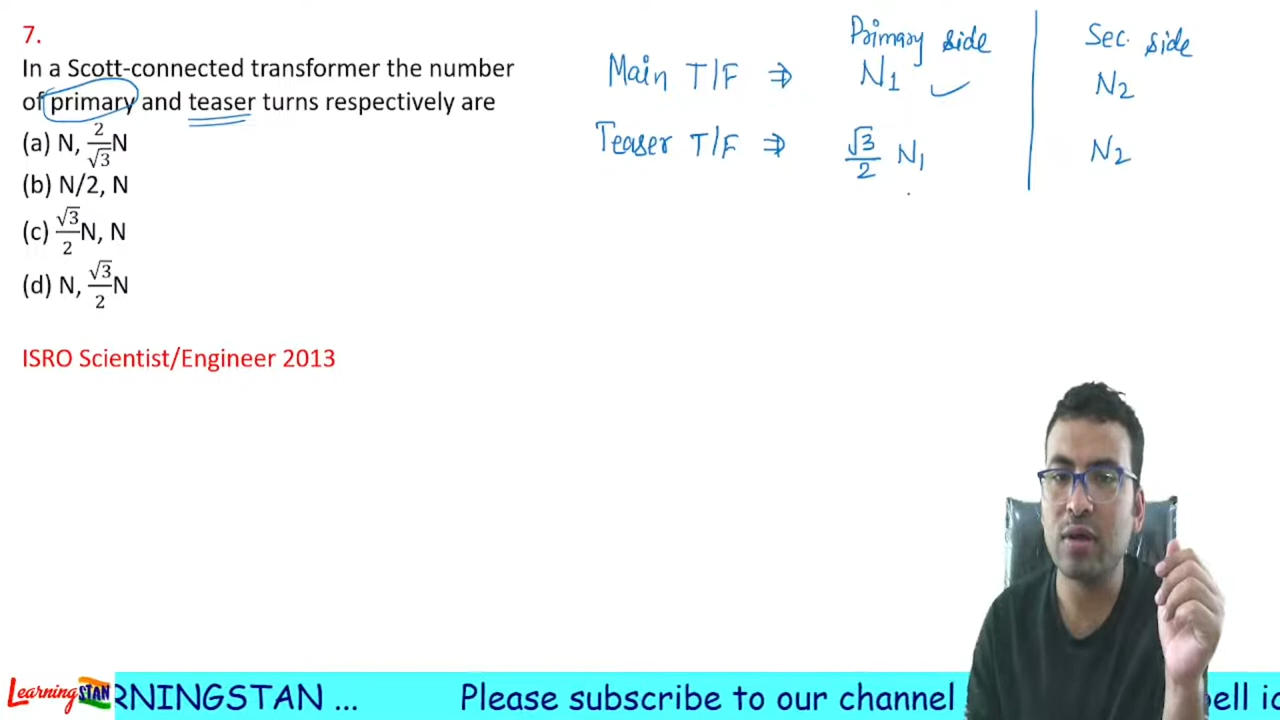 7.
In a Scott-connected transformer the number
of primary and teaser turns respectively are
(a) N, 2/√3 N
(b) N/2, N
(c) √3/2 N, N
(d) N, √3/2 N
ISRO Scientist/Engineer 2013
Primary side Sec. side
Main T/F ⇒ N1 ✓ N2
Teaser T/F ⇒ √3/2 N1 N2
LearningSTAN
RNINGSTAN ... Please subscribe to our channel ell ic